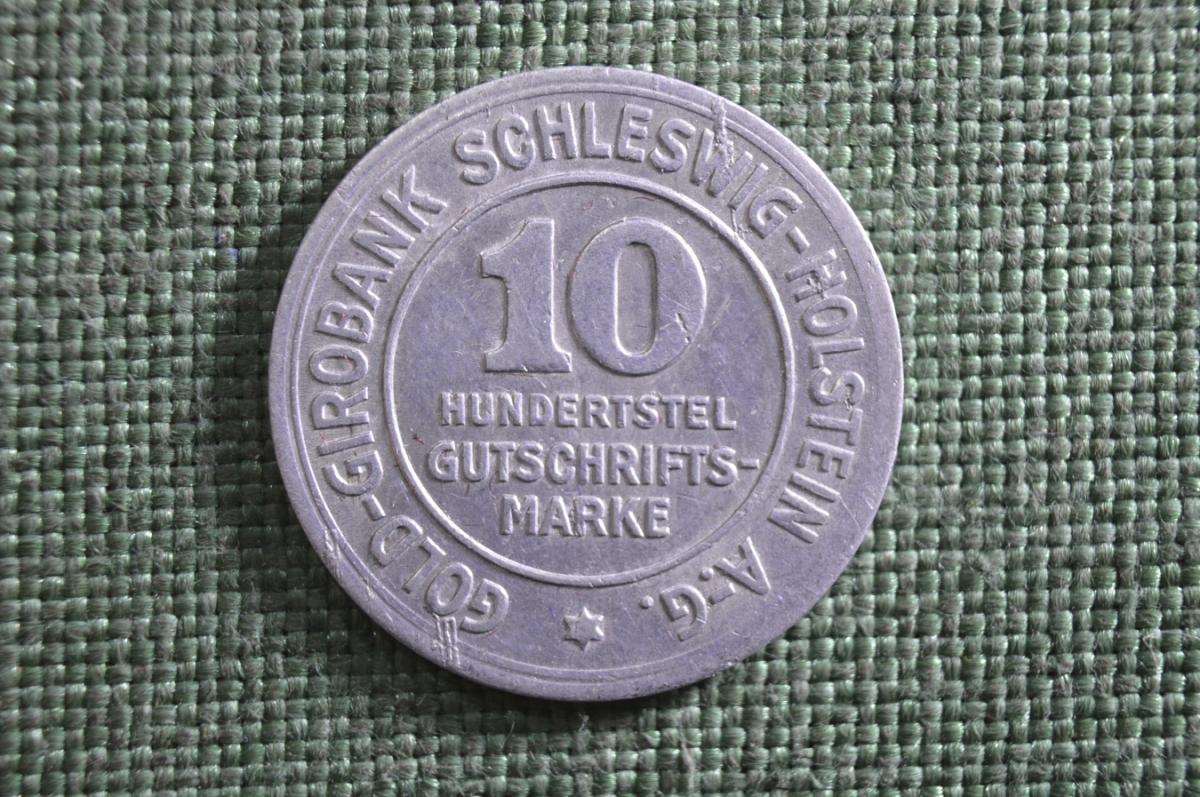 GOLD-GIROBANK SCHLESWIG-HOLSTEIN A.-G.
10
HUNDERTSTEL
GUTSCHRIFTS-
MARKE